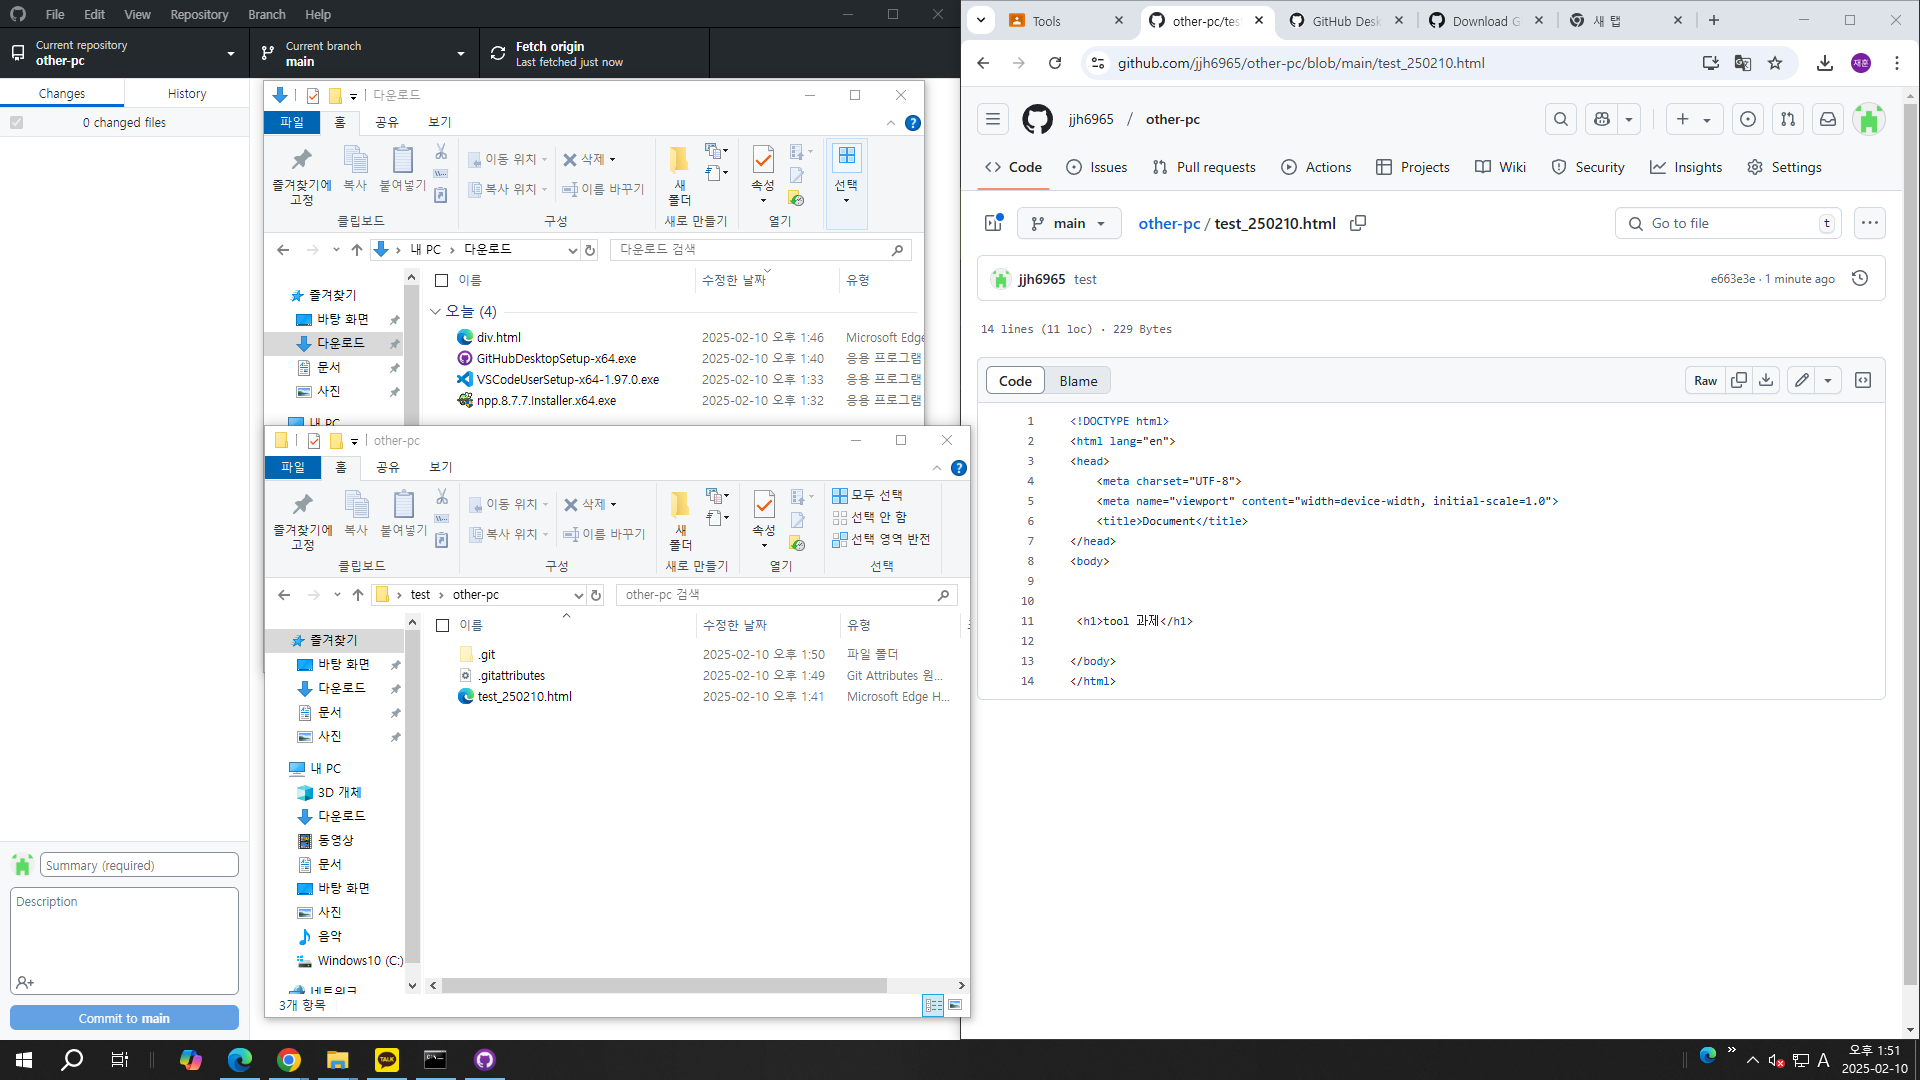 File Edit View Repository Branch Help
Current repository
other-pc
Current branch
main
Fetch origin
Last fetched just now
Changes History
0 changed files
Summary (required)
Description
Commit to main
다운로드
파일 홈 공유 보기
즐겨찾기에 고정
복사
붙여넣기
이동 위치
복사 위치
삭제
이름 바꾸기
새 폴더
속성
선택
클립보드 구성 새로 만들기 열기
내 PC 다운로드
다운로드 검색
즐겨찾기
바탕 화면
다운로드
문서
사진
내 PC
이름 수정한 날짜 유형
오늘 (4)
div.html 2025-02-10 오후 1:46 Microsoft Edge
GitHubDesktopSetup-x64.exe 2025-02-10 오후 1:40 응용 프로그램
VSCodeUserSetup-x64-1.97.0.exe 2025-02-10 오후 1:33 응용 프로그램
npp.8.7.7.Installer.x64.exe 2025-02-10 오후 1:32 응용 프로그램
other-pc
파일 홈 공유 보기
즐겨찾기에 고정
복사
붙여넣기
이동 위치
복사 위치
삭제
이름 바꾸기
새 폴더
속성
모두 선택
선택 안 함
선택 영역 반전
클립보드 구성 새로 만들기 열기 선택
test other-pc
other-pc 검색
즐겨찾기
바탕 화면
다운로드
문서
사진
내 PC
3D 개체
다운로드
동영상
문서
바탕 화면
사진
음악
Windows10 (C:)
네트워크
이름 수정한 날짜 유형
.git 2025-02-10 오후 1:50 파일 폴더
.gitattributes 2025-02-10 오후 1:49 Git Attributes 원...
test_250210.html 2025-02-10 오후 1:41 Microsoft Edge H...
3개 항목
Tools
other-pc/tes
GitHub Desk
Download G
새 탭
github.com/jjh6965/other-pc/blob/main/test_250210.html
재훈
jjh6965 / other-pc
Code Issues Pull requests Actions Projects Wiki Security Insights Settings
main
other-pc / test_250210.html
Go to file t
jjh6965 test
e663e3e · 1 minute ago
14 lines (11 loc) · 229 Bytes
Code Blame
Raw
1 <!DOCTYPE html>
2 <html lang="en">
3 <head>
4 <meta charset="UTF-8">
5 <meta name="viewport" content="width=device-width, initial-scale=1.0">
6 <title>Document</title>
7 </head>
8 <body>
9
10
11 <h1>tool 과제</h1>
12
13 </body>
14 </html>
TALK
A
오후 1:51
2025-02-10